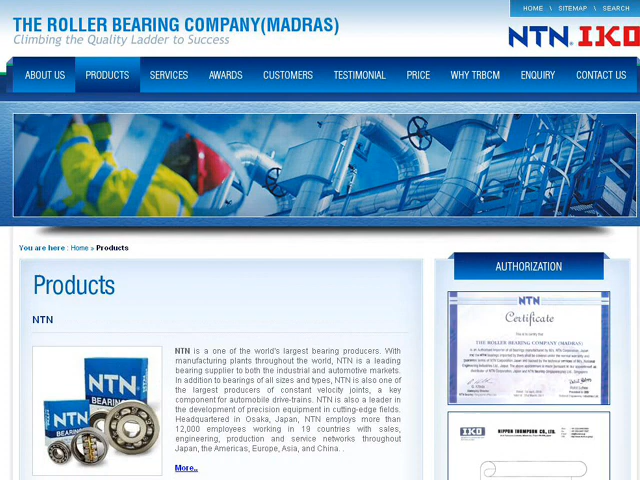 HOME \ SITEMAP \ SEARCH
THE ROLLER BEARING COMPANY(MADRAS)
Climbing the Quality Ladder to Success
NTN® IKO
ABOUT US PRODUCTS SERVICES AWARDS CUSTOMERS TESTIMONIAL PRICE WHY TRBCM ENQUIRY CONTACT US
You are here : Home » Products
Products
NTN
NTN is a one of the world's largest bearing producers. With
manufacturing plants throughout the world, NTN is a leading
bearing supplier to both the industrial and automotive markets.
In addition to bearings of all sizes and types, NTN is also one of
the largest producers of constant velocity joints, a key
component for automobile drive-trains. NTN is also a leader in
the development of precision equipment in cutting-edge fields.
Headquartered in Osaka, Japan, NTN employs more than
12,000 employees working in 19 countries with sales,
engineering, production and service networks throughout
Japan, the Americas, Europe, Asia, and China. .
More..
NTN
BEARING
NTN
BEARING
AUTHORIZATION
NTN
Certificate
THE ROLLER BEARING COMPANY (MADRAS)
IKO NIPPON THOMPSON CO., LTD.